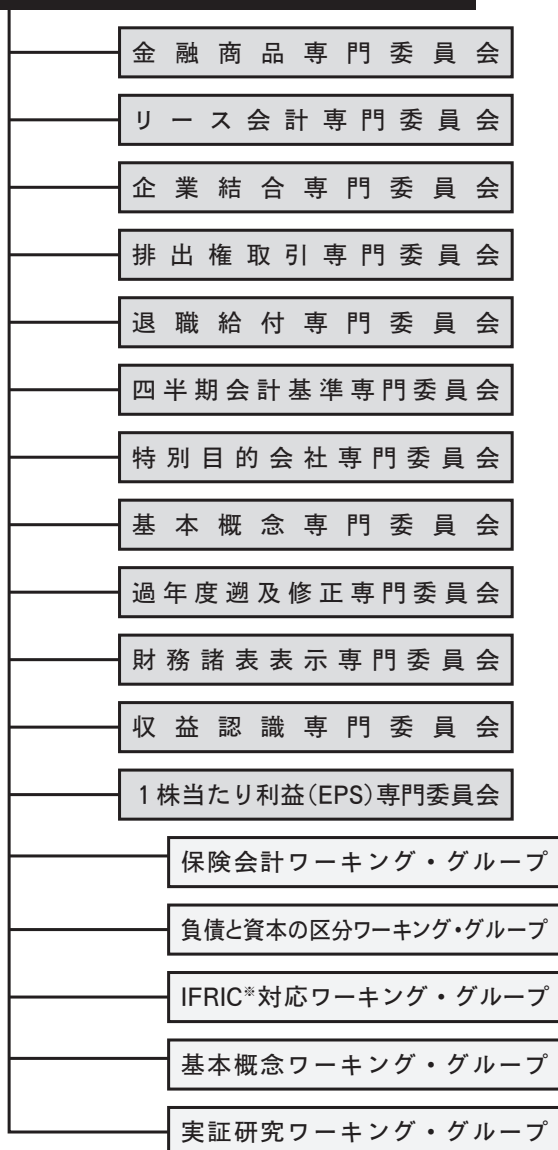 金融商品専門委員会
リース会計専門委員会
企業結合専門委員会
排出権取引専門委員会
退職給付専門委員会
四半期会計基準専門委員会
特別目的会社専門委員会
基本概念専門委員会
過年度遡及修正専門委員会
財務諸表表示専門委員会
収益認識専門委員会
1株当たり利益(EPS)専門委員会
保険会計ワーキング・グループ
負債と資本の区分ワーキング・グループ
IFRIC※対応ワーキング・グループ
基本概念ワーキング・グループ
実証研究ワーキング・グループ